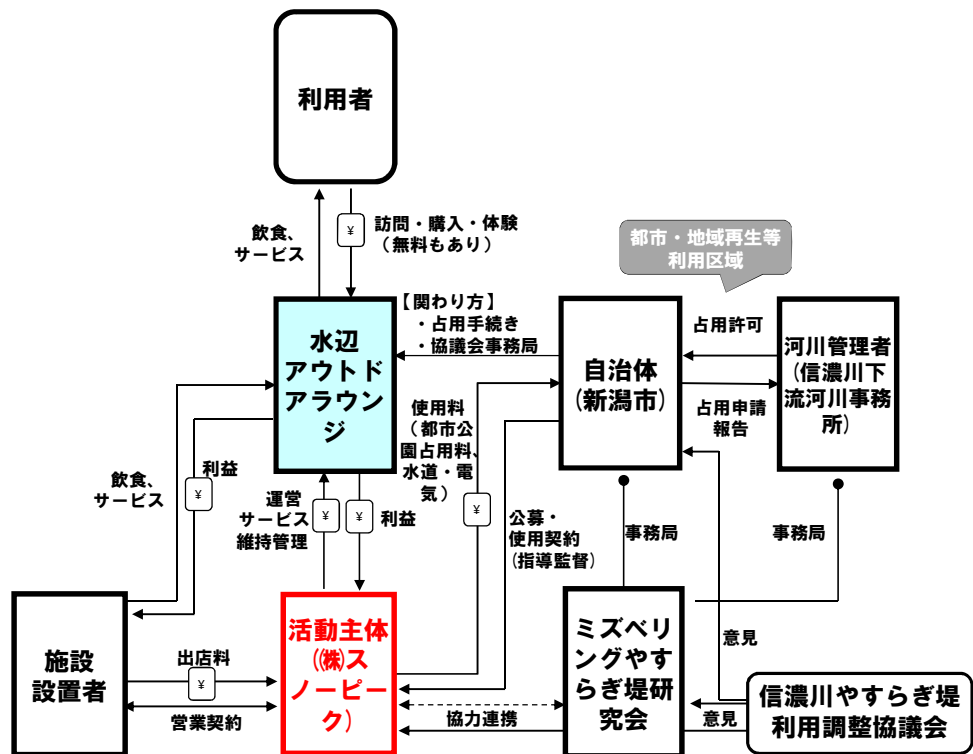 利用者
飲食、
サービス
¥
訪問・購入・体験
（無料もあり）
都市・地域再生等
利用区域
水辺
アウトド
アラウン
ジ
【関わり方】
・占用手続き
・協議会事務局
自治体
(新潟市)
占用許可
占用申請
報告
河川管理者
(信濃川下
流河川事務
所)
飲食、
サービス
利益
¥
運営
サービス
維持管理
¥
¥
利益
使用料
（都市公
園占用料、
水道・電
気）
¥
公募・
使用契約
(指導監督)
事務局
事務局
施設
設置者
出店料
¥
営業契約
活動主体
(㈱ス
ノーピー
ク)
協力連携
ミズベリ
ングやす
らぎ堤研
究会
意見
意見
信濃川やすらぎ堤
利用調整協議会